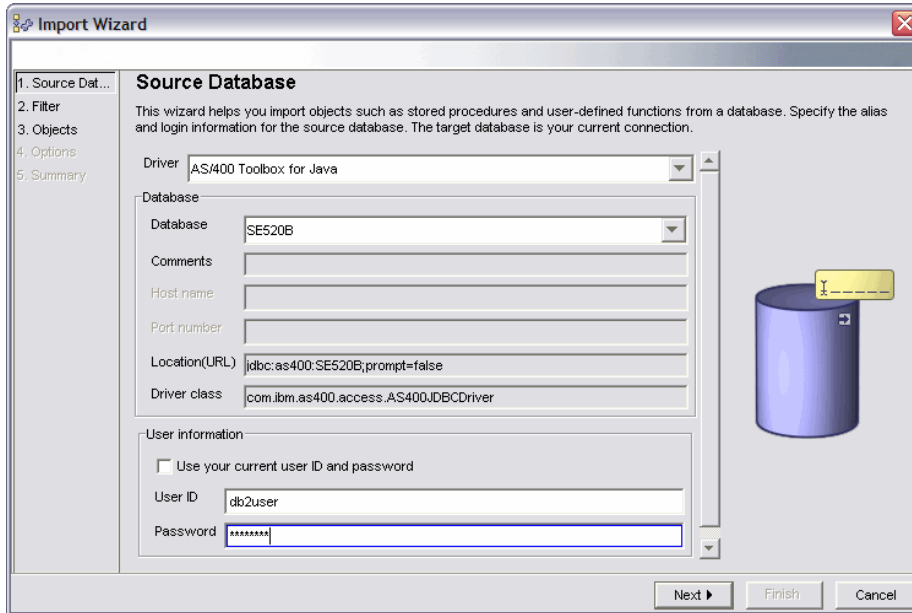 Import Wizard
1. Source Dat...
2. Filter
3. Objects
4. Options
5. Summary
Source Database
This wizard helps you import objects such as stored procedures and user-defined functions from a database. Specify the alias
and login information for the source database. The target database is your current connection.
Driver AS/400 Toolbox for Java
Database
Database SE520B
Comments
Host name
Port number
Location(URL) jdbc:as400:SE520B;prompt=false
Driver class com.ibm.as400.access.AS400JDBCDriver
User information
Use your current user ID and password
User ID db2user
Password ********
Next Finish Cancel